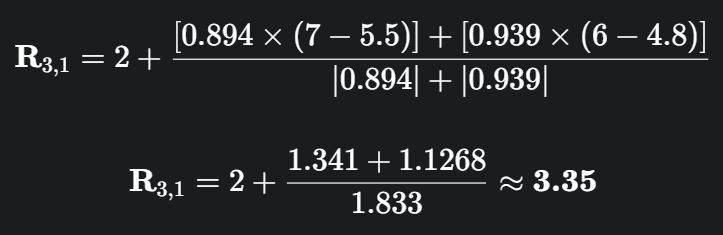 R3,1 = 2 + [0.894 × (7 − 5.5)] + [0.939 × (6 − 4.8)] / |0.894| + |0.939|
R3,1 = 2 + 1.341 + 1.1268 / 1.833 ≈ 3.35